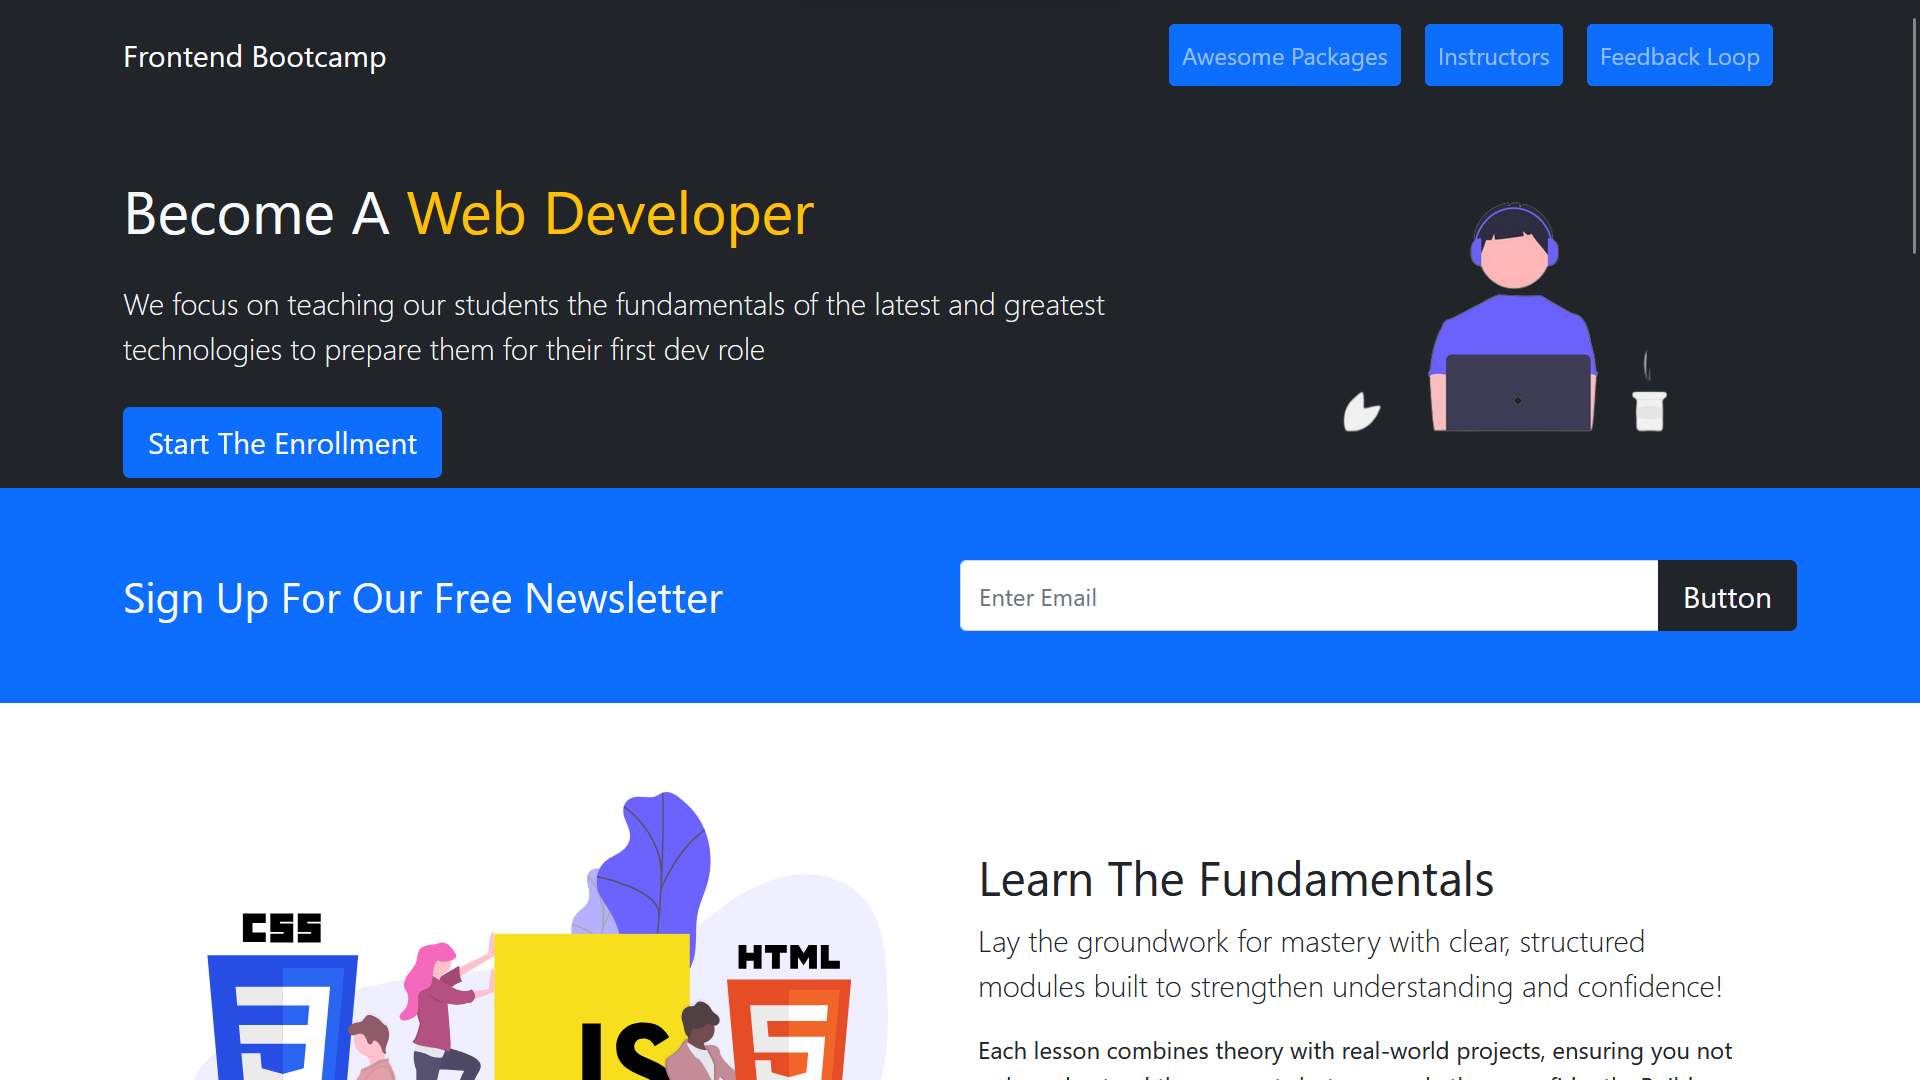 Frontend Bootcamp
Awesome Packages
Instructors
Feedback Loop
Become A Web Developer
We focus on teaching our students the fundamentals of the latest and greatest
technologies to prepare them for their first dev role
Start The Enrollment
Sign Up For Our Free Newsletter
Enter Email
Button
CSS
HTML
JS
Learn The Fundamentals
Lay the groundwork for mastery with clear, structured
modules built to strengthen understanding and confidence!
Each lesson combines theory with real-world projects, ensuring you not